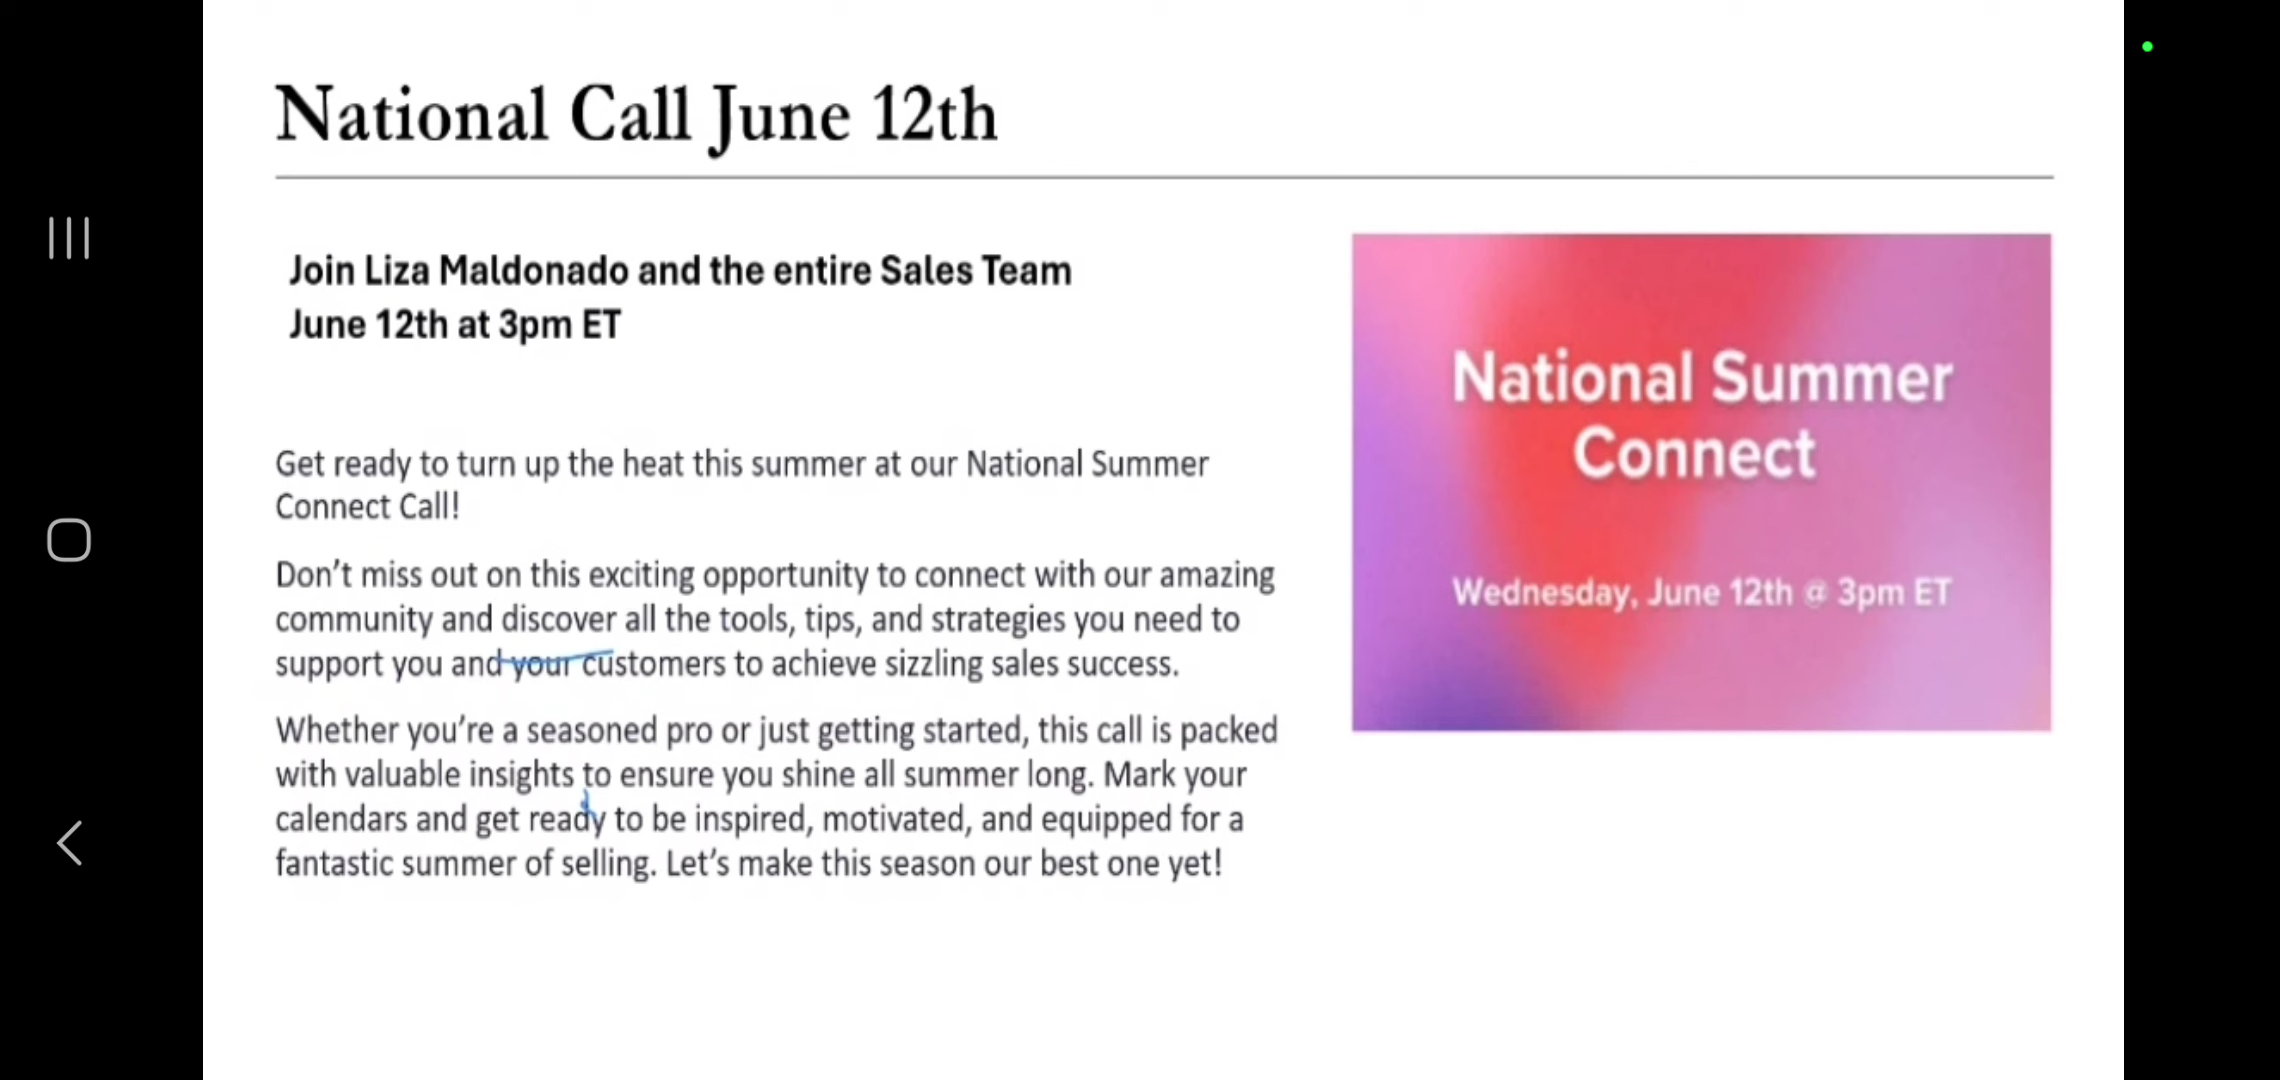 National Call June 12th
Join Liza Maldonado and the entire Sales Team
June 12th at 3pm ET
Get ready to turn up the heat this summer at our National Summer
Connect Call!
Don’t miss out on this exciting opportunity to connect with our amazing
community and discover all the tools, tips, and strategies you need to
support you and your customers to achieve sizzling sales success.
Whether you’re a seasoned pro or just getting started, this call is packed
with valuable insights to ensure you shine all summer long. Mark your
calendars and get ready to be inspired, motivated, and equipped for a
fantastic summer of selling. Let’s make this season our best one yet!
National Summer
Connect
Wednesday, June 12th @ 3pm ET